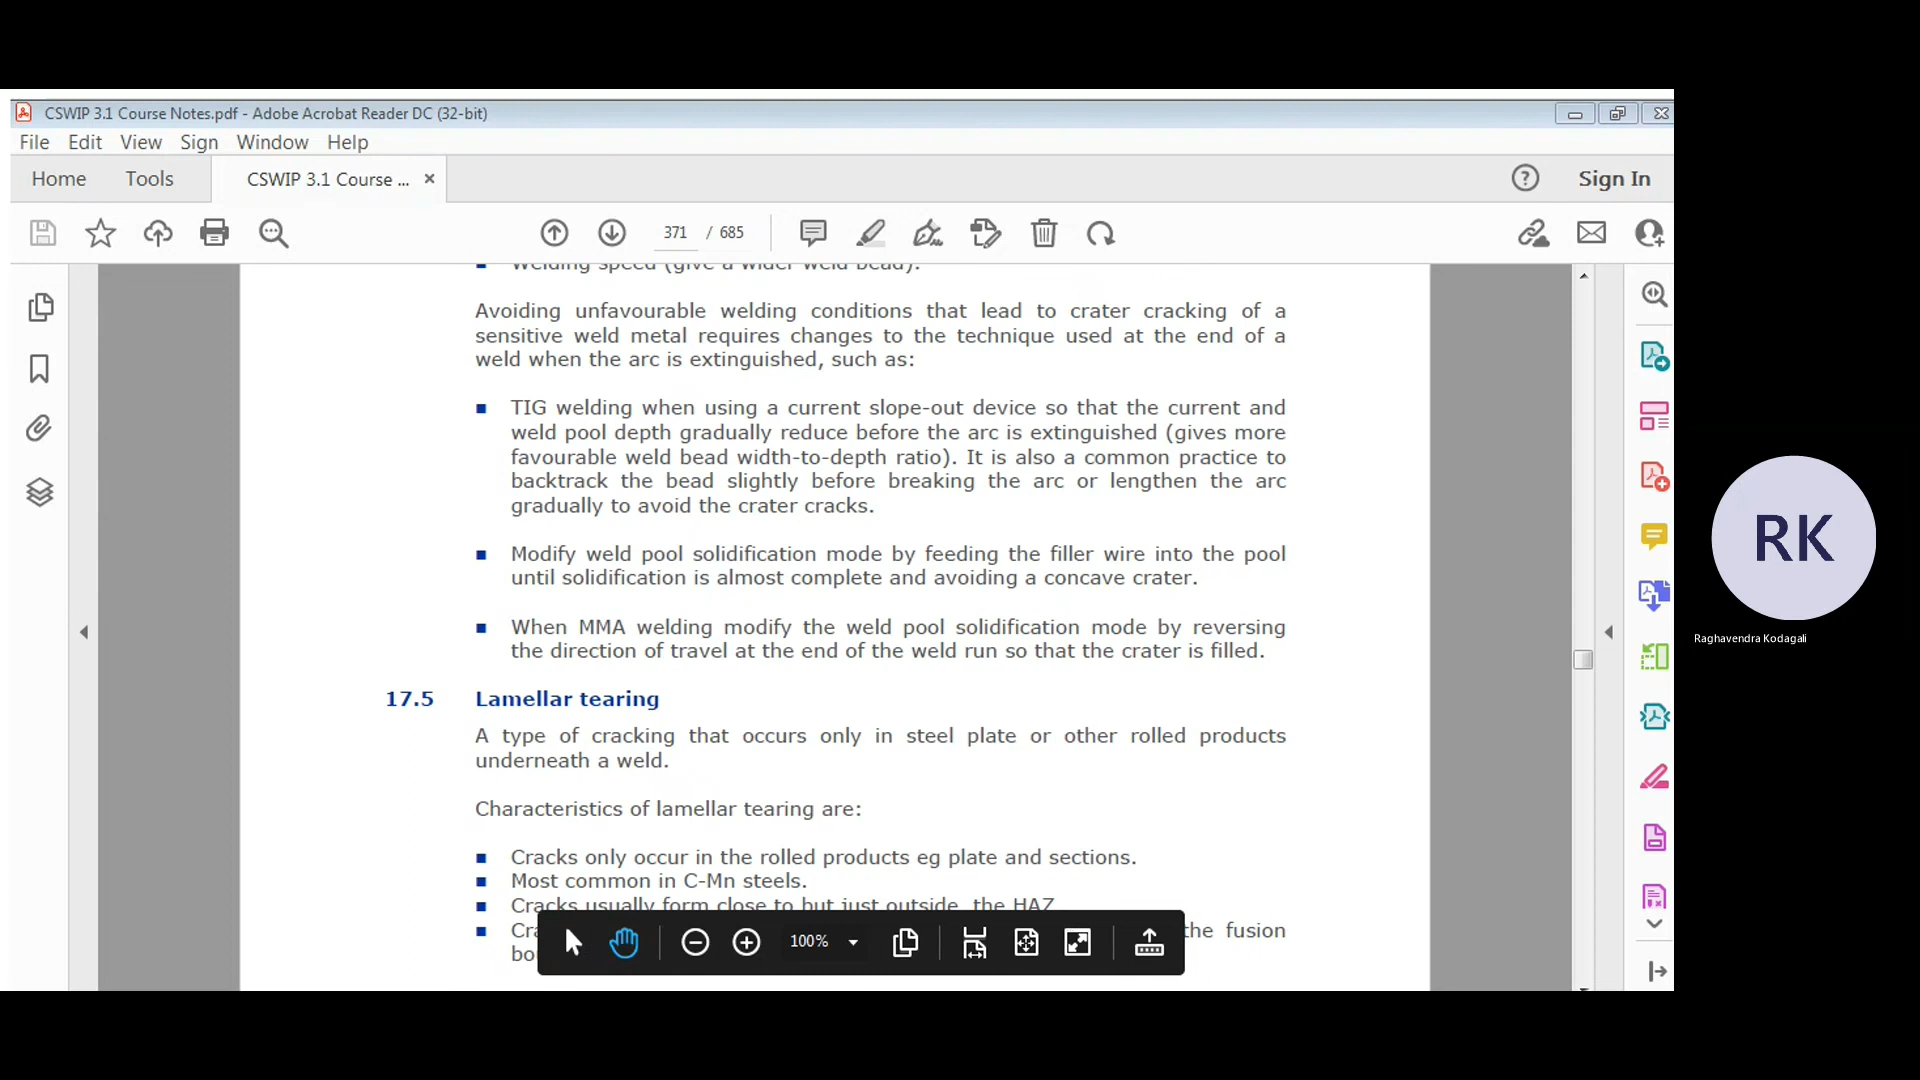 CSWIP 3.1 Course Notes.pdf - Adobe Acrobat Reader DC (32-bit)
File Edit View Sign Window Help
Home Tools CSWIP 3.1 Course ... Sign In
371 / 685
Welding speed (give a wider weld bead).
Avoiding unfavourable welding conditions that lead to crater cracking of a
sensitive weld metal requires changes to the technique used at the end of a
weld when the arc is extinguished, such as:
TIG welding when using a current slope-out device so that the current and
weld pool depth gradually reduce before the arc is extinguished (gives more
favourable weld bead width-to-depth ratio). It is also a common practice to
backtrack the bead slightly before breaking the arc or lengthen the arc
gradually to avoid the crater cracks.
Modify weld pool solidification mode by feeding the filler wire into the pool
until solidification is almost complete and avoiding a concave crater.
When MMA welding modify the weld pool solidification mode by reversing
the direction of travel at the end of the weld run so that the crater is filled.
17.5 Lamellar tearing
A type of cracking that occurs only in steel plate or other rolled products
underneath a weld.
Characteristics of lamellar tearing are:
Cracks only occur in the rolled products eg plate and sections.
Most common in C-Mn steels.
Cracks usually form close to but just outside, the HAZ
the fusion
100%
RK
Raghavendra Kodagali